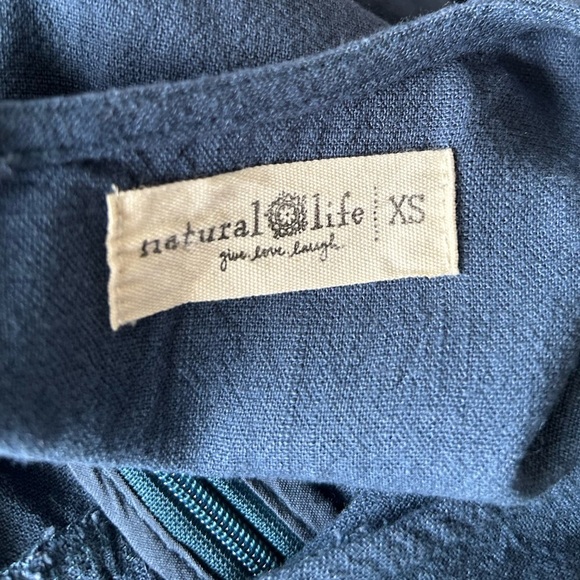 natural life XS
give. love. laugh.